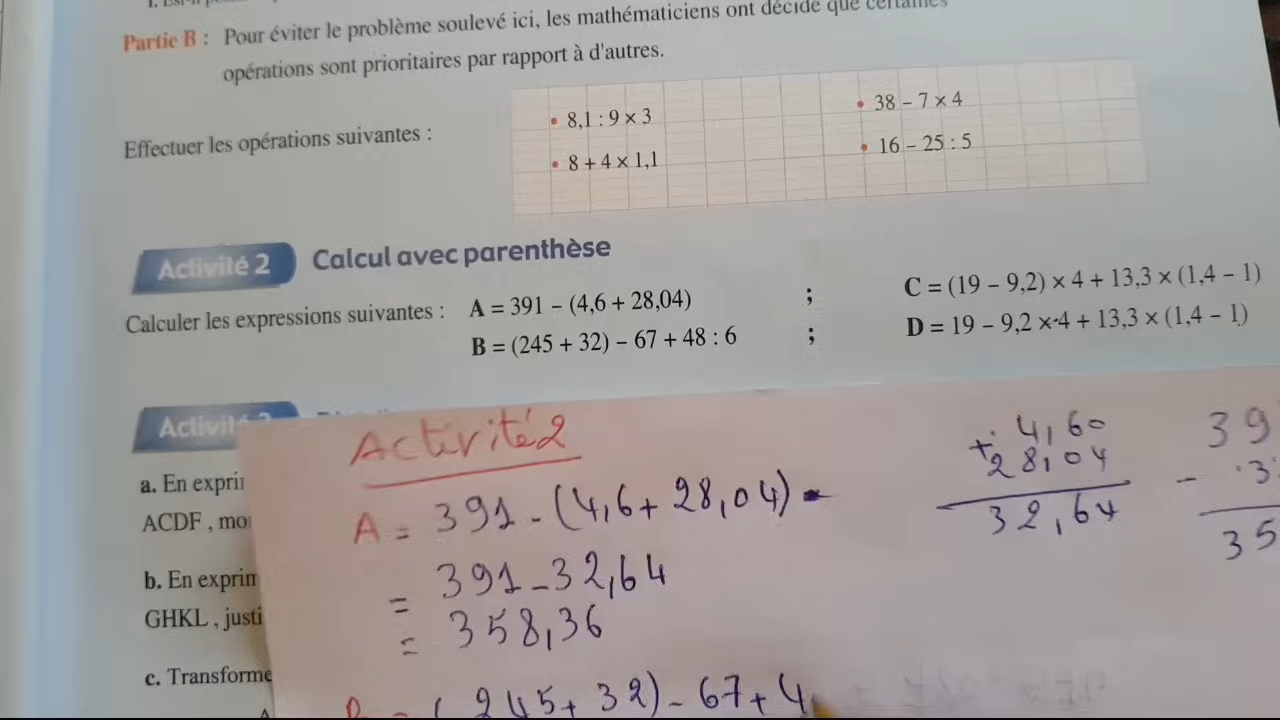 Partie B : Pour éviter le problème soulevé ici, les mathématiciens ont décidé que certaines
opérations sont prioritaires par rapport à d'autres.
Effectuer les opérations suivantes :
• 8,1 : 9 × 3
• 38 – 7 × 4
• 8 + 4 × 1,1
• 16 – 25 : 5
Activité 2 Calcul avec parenthèse
Calculer les expressions suivantes : A = 391 – (4,6 + 28,04) ; C = (19 – 9,2) × 4 + 13,3 × (1,4 – 1)
B = (245 + 32) – 67 + 48 : 6 ; D = 19 – 9,2 × 4 + 13,3 × (1,4 – 1)
a. En exprim
ACDF , mo
b. En exprim
GHKL , justi
c. Transforme
Activité 2
A = 391 - (4,6 + 28,04) -
= 391 - 32,64
= 358,36
B = (245 + 32) - 67 + 4
4,60
+ 28,04
32,64
39
- 3
35